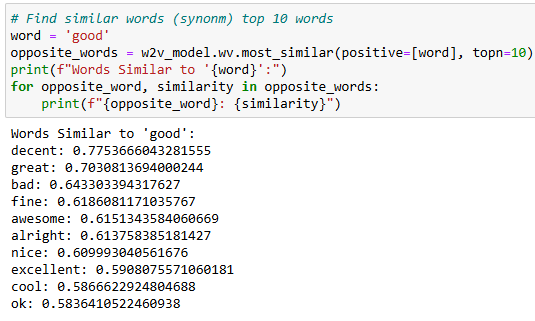 # Find similar words (synonm) top 10 words
word = 'good'
opposite_words = w2v_model.wv.most_similar(positive=[word], topn=10)
print(f"Words Similar to '{word}':")
for opposite_word, similarity in opposite_words:
    print(f"{opposite_word}: {similarity}")
Words Similar to 'good':
decent: 0.7753666043281555
great: 0.7030813694000244
bad: 0.643303394317627
fine: 0.6186081171035767
awesome: 0.6151343584060669
alright: 0.613758385181427
nice: 0.609993040561676
excellent: 0.5908075571060181
cool: 0.5866622924804688
ok: 0.5836410522460938